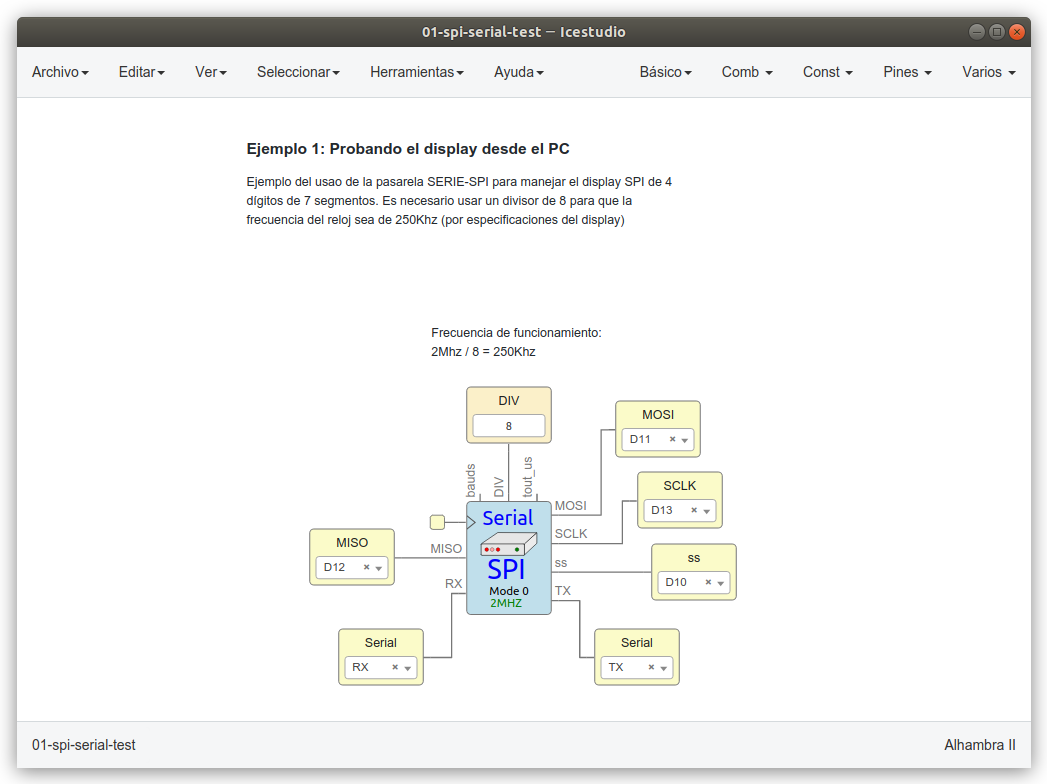 01-spi-serial-test — Icestudio
Archivo Editar Ver Seleccionar Herramientas Ayuda Básico Comb Const Pines Varios
Ejemplo 1: Probando el display desde el PC
Ejemplo del usao de la pasarela SERIE-SPI para manejar el display SPI de 4
dígitos de 7 segmentos. Es necesario usar un divisor de 8 para que la
frecuencia del reloj sea de 250Khz (por especificaciones del display)
Frecuencia de funcionamiento:
2Mhz / 8 = 250Khz
DIV
8
MOSI
D11
bauds
DIV
tout_us
SCLK
D13
MOSI
Serial
SCLK
MISO
D12
MISO
SPI
ss
ss
D10
RX
Mode 0
2MHZ
TX
Serial
RX
Serial
TX
01-spi-serial-test Alhambra II